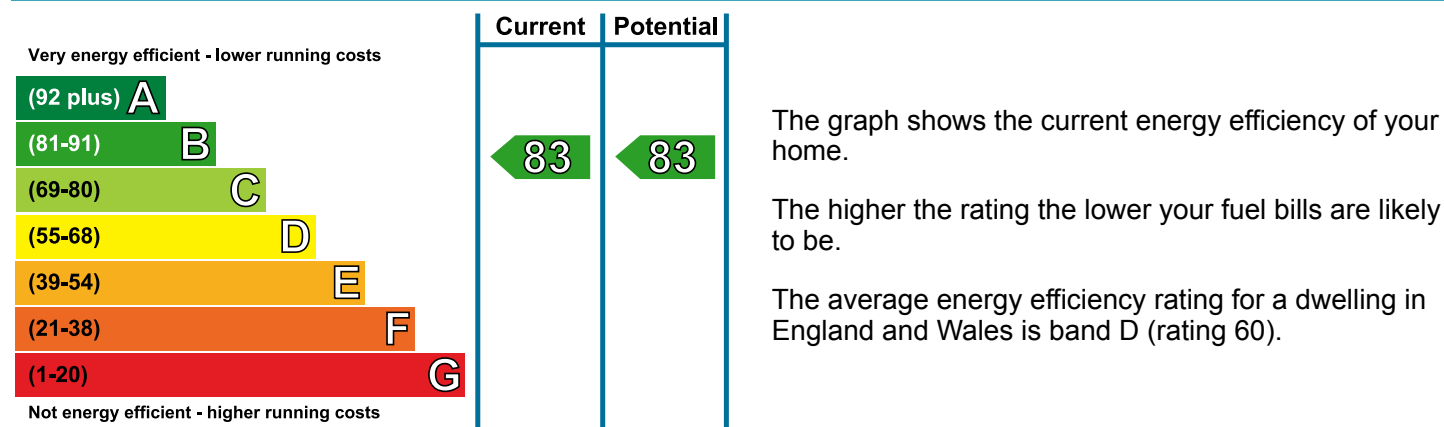 Current Potential
Very energy efficient - lower running costs
(92 plus) A
(81-91) B
83 83
(69-80) C
(55-68) D
(39-54) E
(21-38) F
(1-20) G
Not energy efficient - higher running costs
The graph shows the current energy efficiency of your
home.
The higher the rating the lower your fuel bills are likely
to be.
The average energy efficiency rating for a dwelling in
England and Wales is band D (rating 60).